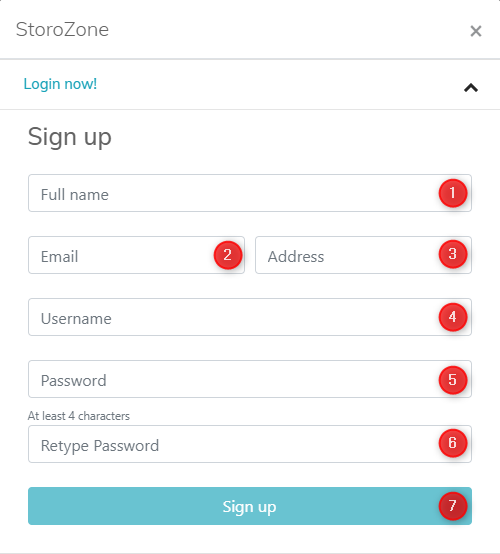 StoroZone ×
Login now!
Sign up
Full name 1
Email 2 Address 3
Username 4
Password 5
At least 4 characters
Retype Password 6
Sign up 7